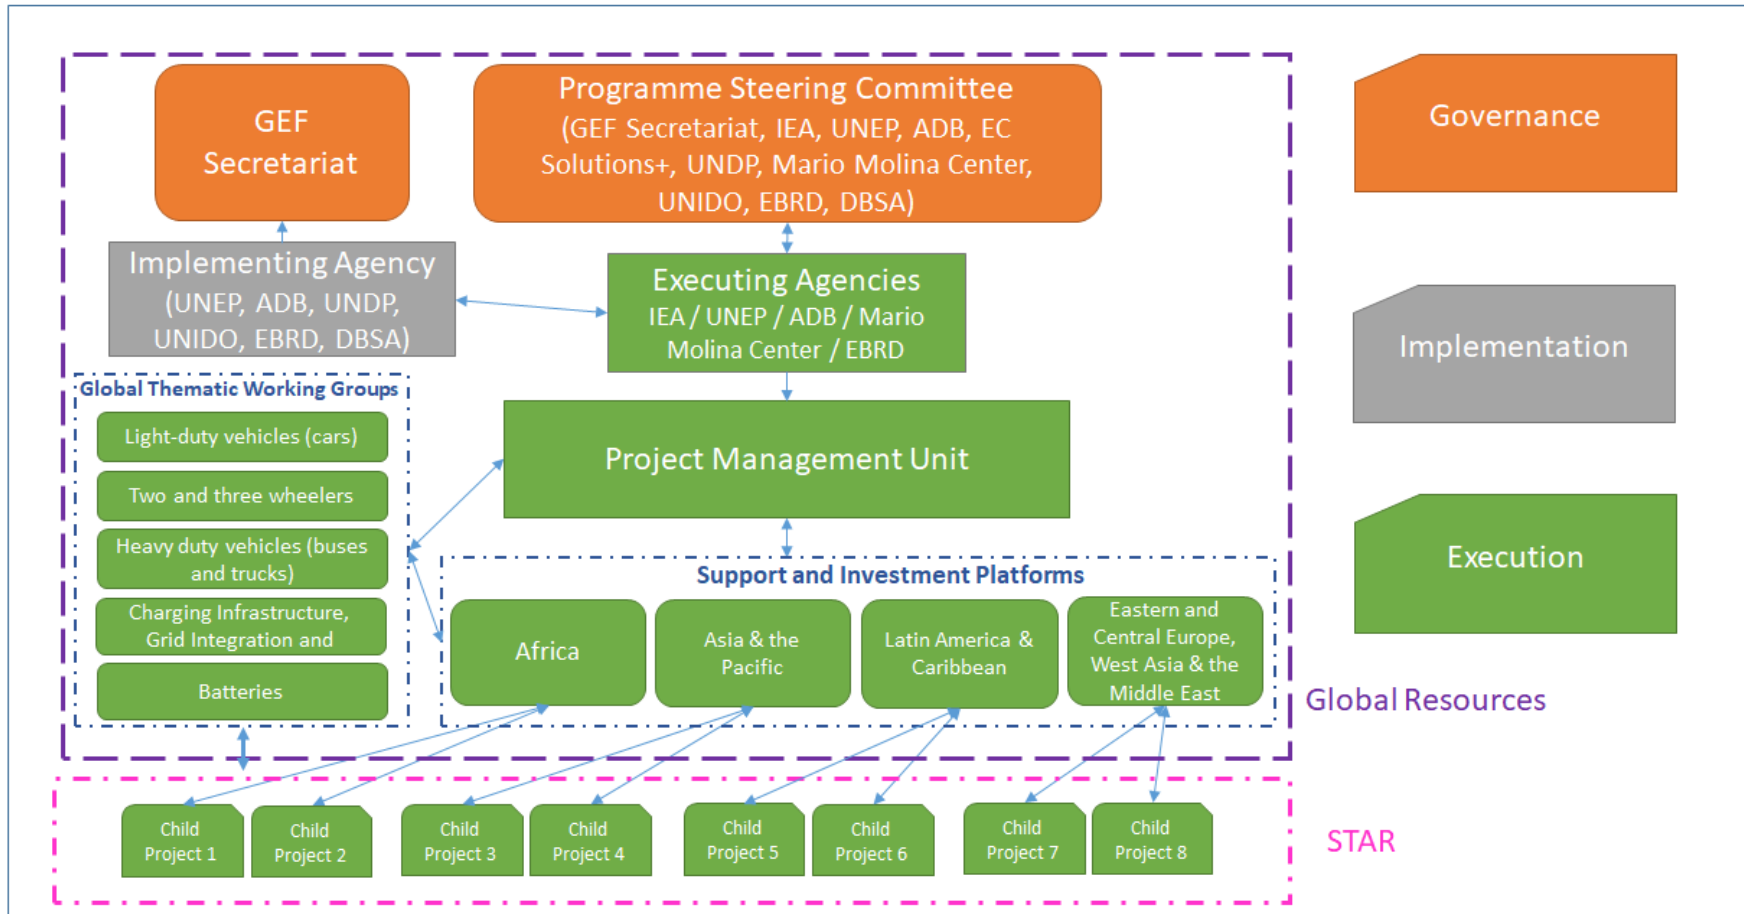 GEF
Secretariat
Programme Steering Committee
(GEF Secretariat, IEA, UNEP, ADB, EC
Solutions+, UNDP, Mario Molina Center,
UNIDO, EBRD, DBSA)
Governance
Implementing Agency
(UNEP, ADB, UNDP,
UNIDO, EBRD, DBSA)
Executing Agencies
IEA / UNEP / ADB / Mario
Molina Center / EBRD
Implementation
Global Thematic Working Groups
Light-duty vehicles (cars)
Two and three wheelers
Heavy duty vehicles (buses
and trucks)
Charging Infrastructure,
Grid Integration and
Batteries
Project Management Unit
Execution
Support and Investment Platforms
Africa
Asia & the
Pacific
Latin America &
Caribbean
Eastern and
Central Europe,
West Asia & the
Middle East
Global Resources
Child
Project 1
Child
Project 2
Child
Project 3
Child
Project 4
Child
Project 5
Child
Project 6
Child
Project 7
Child
Project 8
STAR